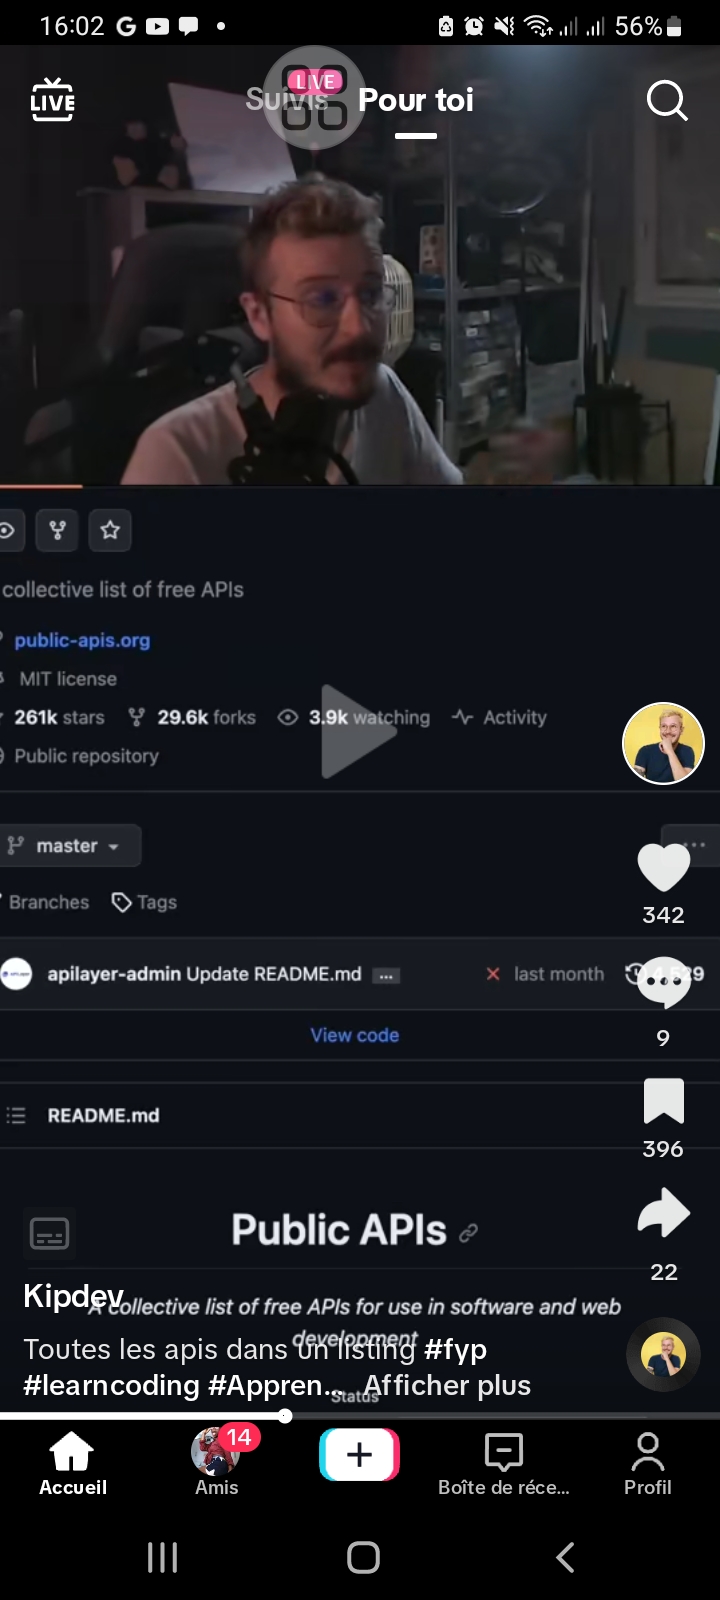 16:02
56%
LIVE
LIVE
Suivis Pour toi
collective list of free APIs
public-apis.org
MIT license
261k stars 29.6k forks 3.9k watching Activity
Public repository
master
342
Branches Tags
apilayer-admin Update README.md ... last month
9
View code
README.md
396
Public APIs
22
Kipdev
A collective list of free APIs for use in software and web
development
Toutes les apis dans un listing #fyp
#learncoding #Appren... Afficher plus
Status
14
Accueil Amis Boîte de réce... Profil